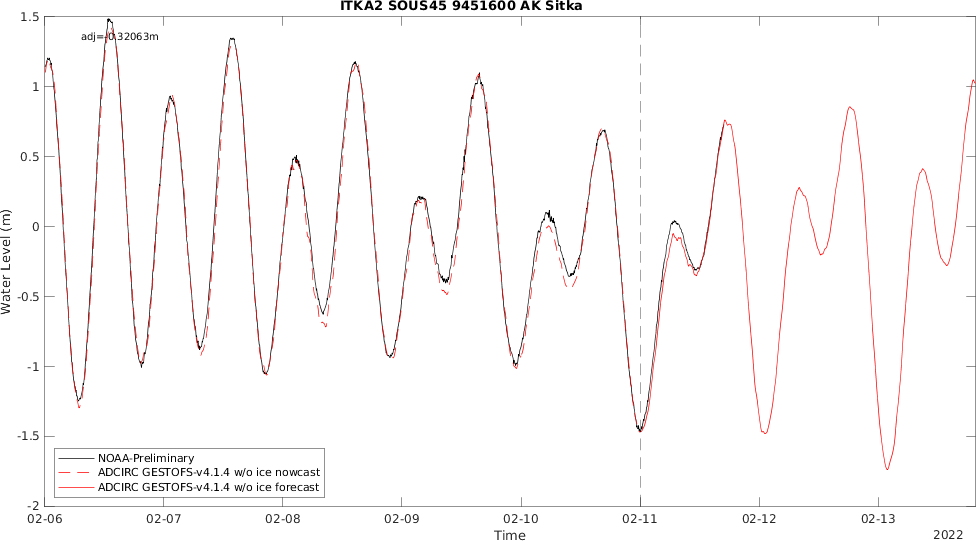 ITKA2 SOUS45 9451600 AK Sitka
adj=-0.32063m
1.5
1
0.5
0
-0.5
-1
-1.5
-2
Water Level (m)
NOAA-Preliminary
ADCIRC GESTOFS-v4.1.4 w/o ice nowcast
ADCIRC GESTOFS-v4.1.4 w/o ice forecast
02-06 02-07 02-08 02-09 02-10 02-11 02-12 02-13
Time
2022